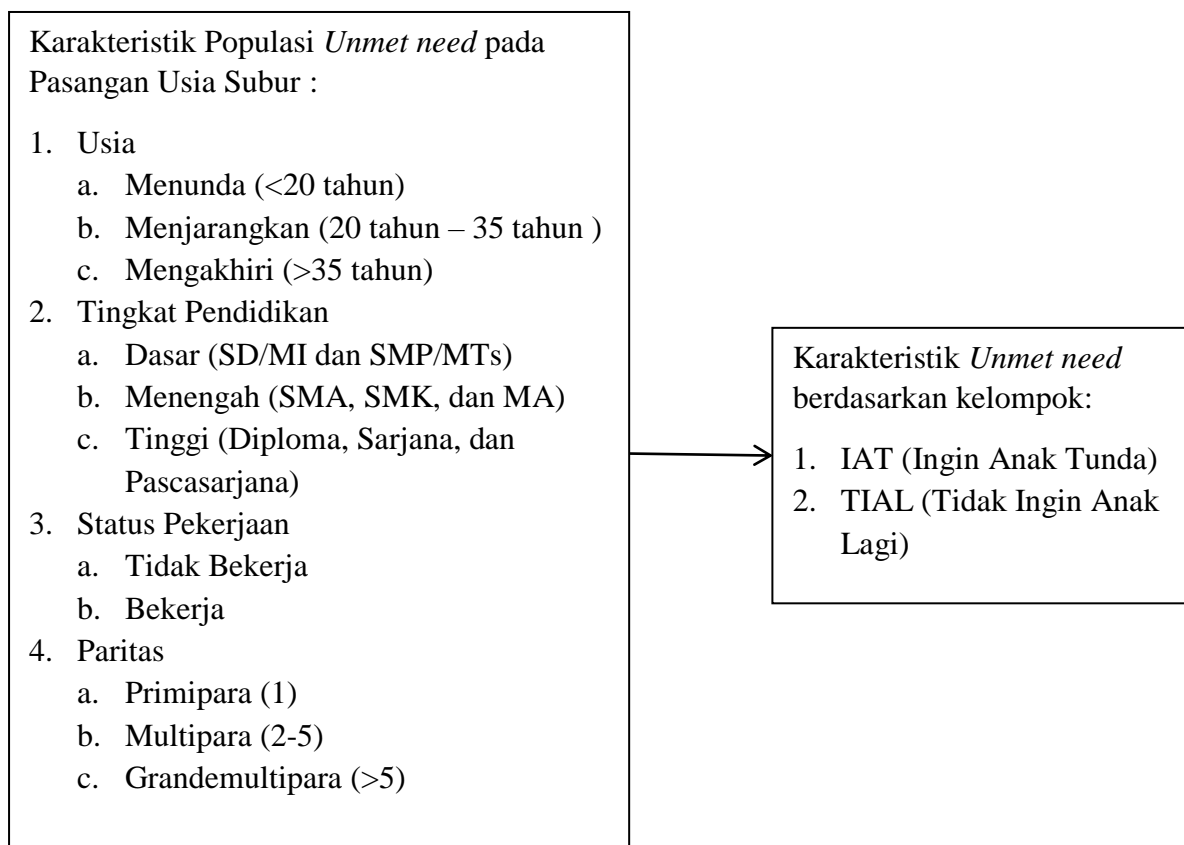 Karakteristik Populasi Unmet need pada
Pasangan Usia Subur :
1. Usia
a. Menunda (<20 tahun)
b. Menjarangkan (20 tahun – 35 tahun )
c. Mengakhiri (>35 tahun)
2. Tingkat Pendidikan
a. Dasar (SD/MI dan SMP/MTs)
b. Menengah (SMA, SMK, dan MA)
c. Tinggi (Diploma, Sarjana, dan
Pascasarjana)
3. Status Pekerjaan
a. Tidak Bekerja
b. Bekerja
4. Paritas
a. Primipara (1)
b. Multipara (2-5)
c. Grandemultipara (>5)
Karakteristik Unmet need
berdasarkan kelompok:
1. IAT (Ingin Anak Tunda)
2. TIAL (Tidak Ingin Anak
Lagi)